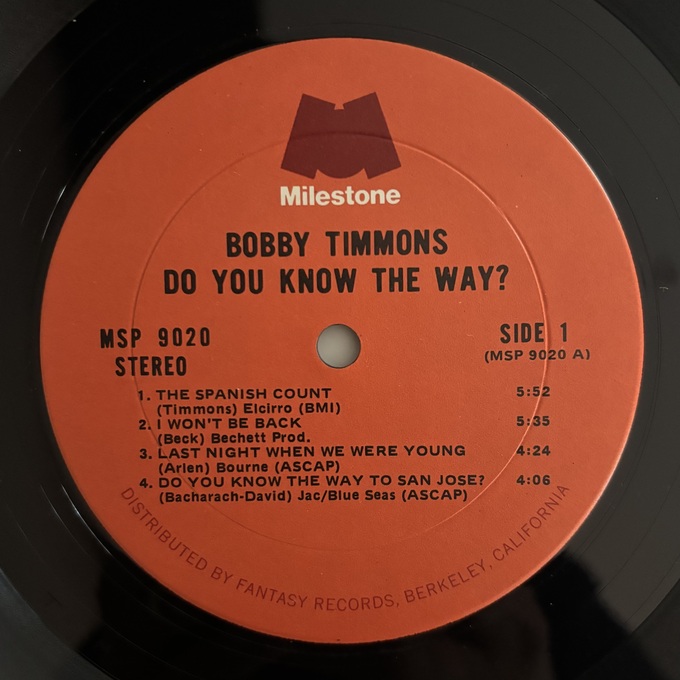 Milestone
BOBBY TIMMONS
DO YOU KNOW THE WAY?
MSP 9020
STEREO
SIDE 1
(MSP 9020 A)
1. THE SPANISH COUNT 5:52
(Timmons) Elcirro (BMI)
2. I WON'T BE BACK 5:35
(Beck) Bechett Prod.
3. LAST NIGHT WHEN WE WERE YOUNG 4:24
(Arlen) Bourne (ASCAP)
4. DO YOU KNOW THE WAY TO SAN JOSE? 4:06
(Bacharach-David) Jac/Blue Seas (ASCAP)
DISTRIBUTED BY FANTASY RECORDS, BERKELEY, CALIFORNIA